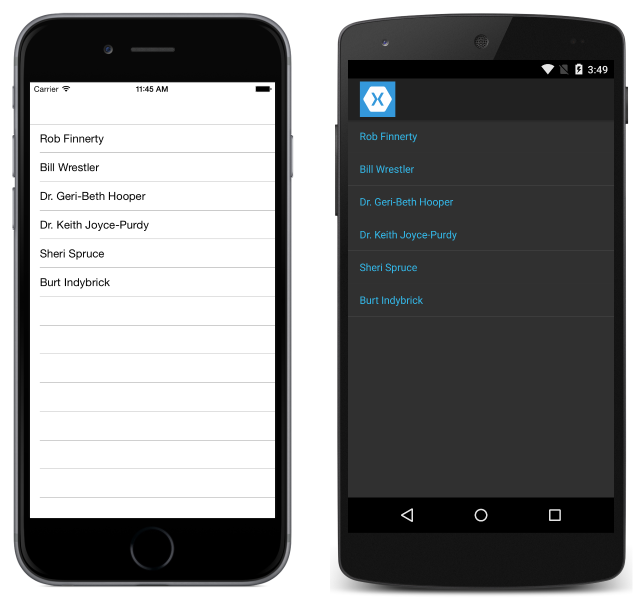 Carrier 11:45 AM
Rob Finnerty
Bill Wrestler
Dr. Geri-Beth Hooper
Dr. Keith Joyce-Purdy
Sheri Spruce
Burt Indybrick
3:49
X
Rob Finnerty
Bill Wrestler
Dr. Geri-Beth Hooper
Dr. Keith Joyce-Purdy
Sheri Spruce
Burt Indybrick